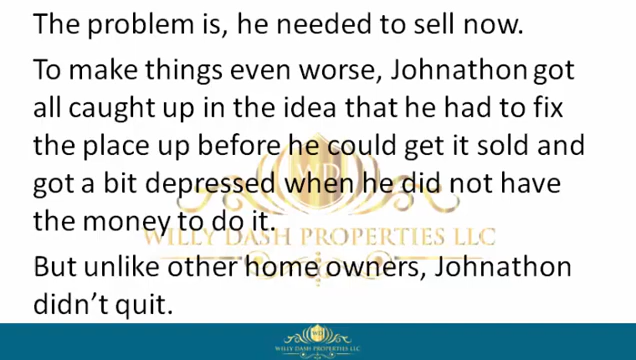 The problem is, he needed to sell now.
To make things even worse, Johnathon got
all caught up in the idea that he had to fix
the place up before he could get it sold and
got a bit depressed when he did not have
the money to do it.
WILLY DASH PROPERTIES LLC
But unlike other home owners, Johnathon
didn't quit.
WILLY DASH PROPERTIES LLC